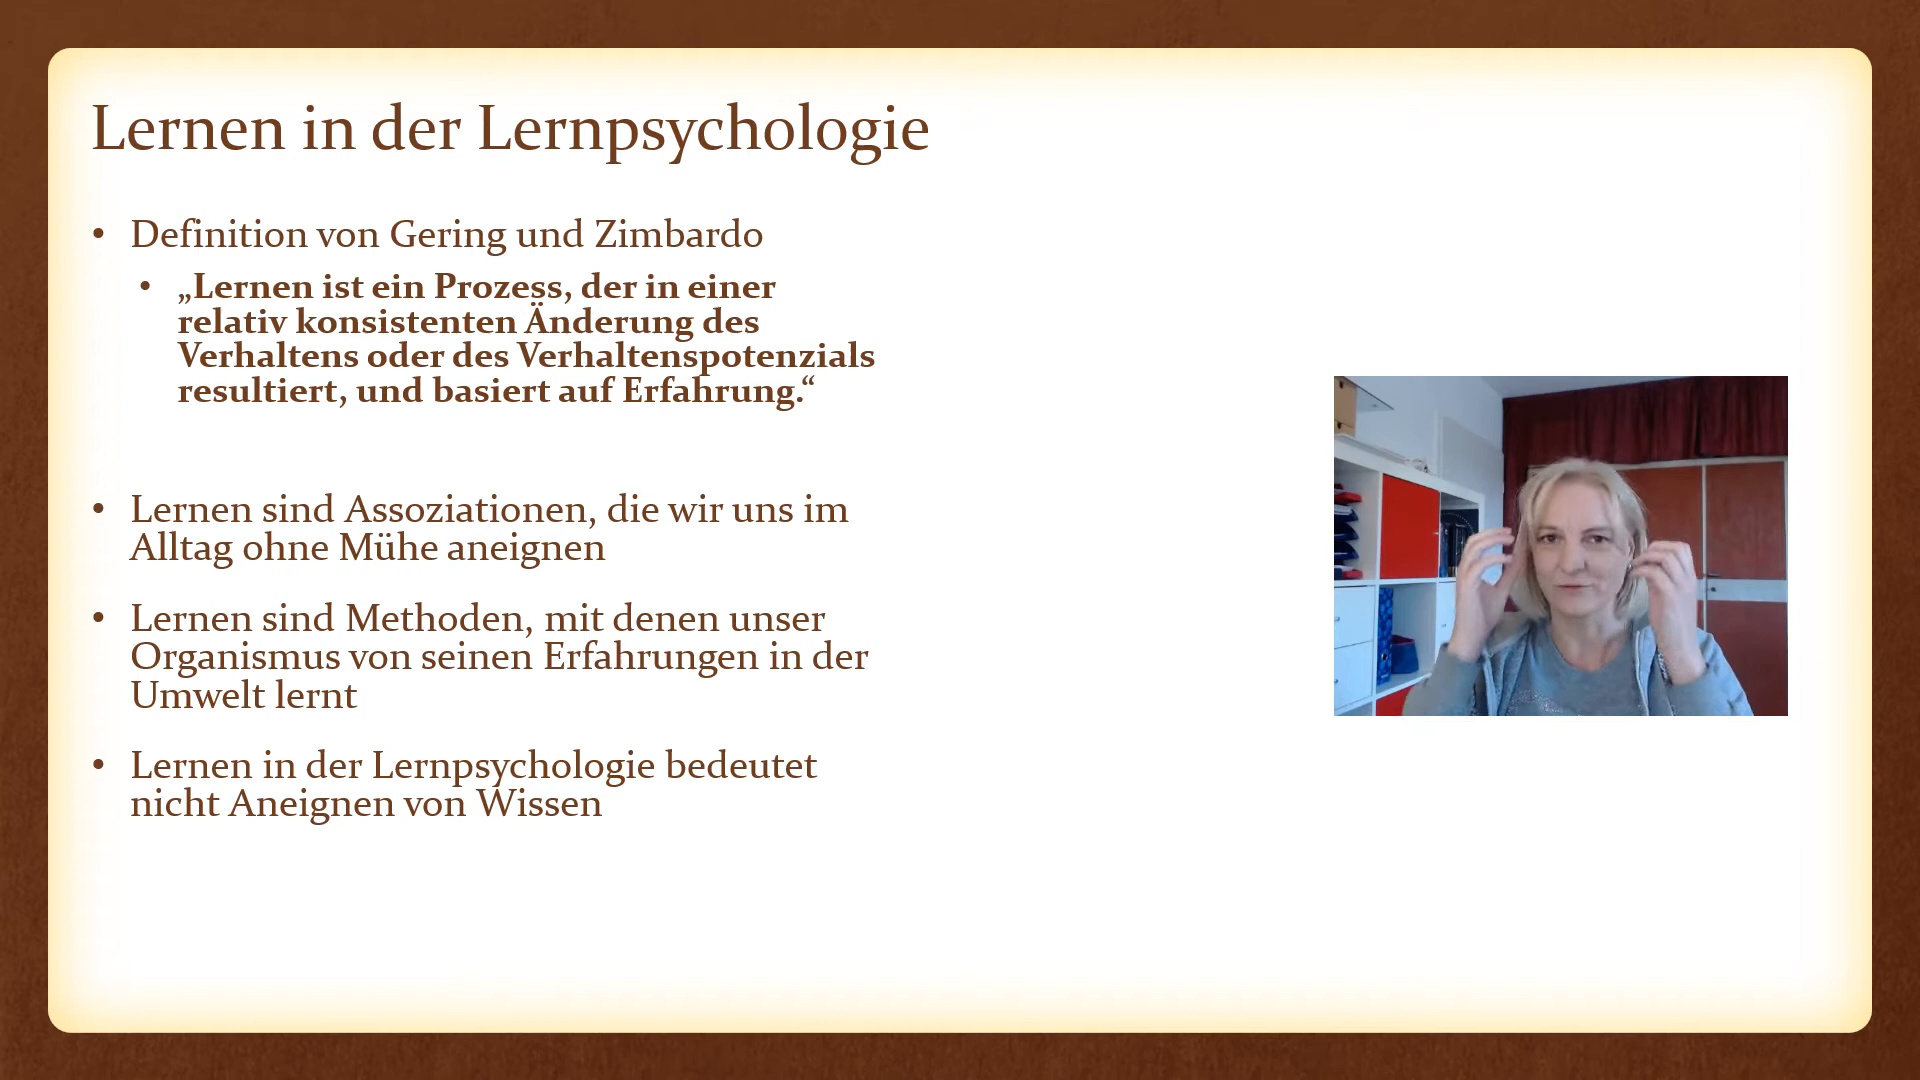 Lernen in der Lernpsychologie
• Definition von Gering und Zimbardo
• „Lernen ist ein Prozess, der in einer
relativ konsistenten Änderung des
Verhaltens oder des Verhaltenspotenzials
resultiert, und basiert auf Erfahrung.“
• Lernen sind Assoziationen, die wir uns im
Alltag ohne Mühe aneignen
• Lernen sind Methoden, mit denen unser
Organismus von seinen Erfahrungen in der
Umwelt lernt
• Lernen in der Lernpsychologie bedeutet
nicht Aneignen von Wissen